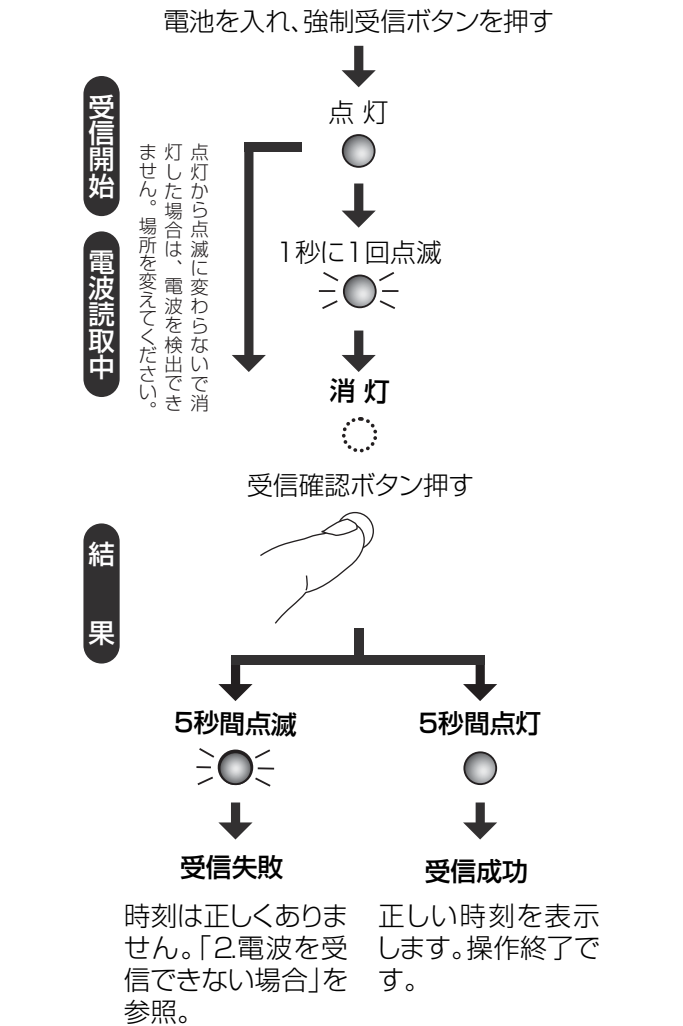 電池を入れ、強制受信ボタンを押す
受信開始
点 灯
点灯から点滅に変わらないで消
灯した場合は、電波を検出でき
ません。場所を変えてください。
電波読取中
1秒に1回点滅
消 灯
受信確認ボタン押す
結果
5秒間点滅
5秒間点灯
受信失敗
受信成功
時刻は正しくありま
せん。「2.電波を受
信できない場合」を
参照。
正しい時刻を表示
します。操作終了で
す。